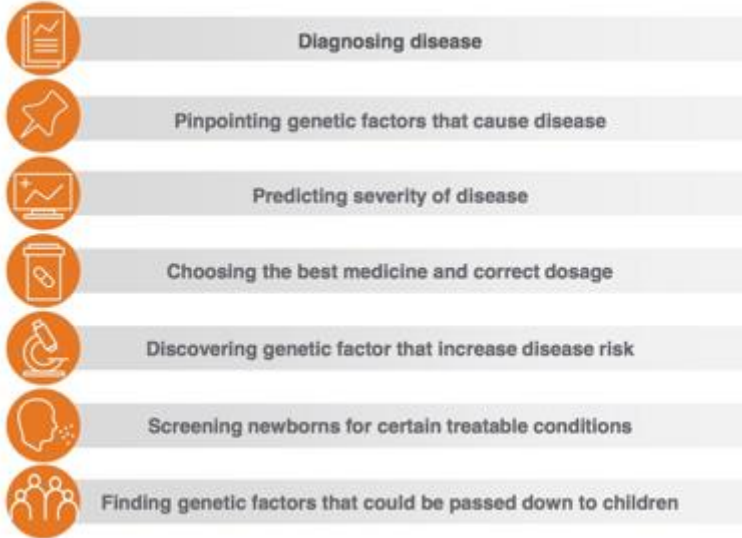 Diagnosing disease
Pinpointing genetic factors that cause disease
Predicting severity of disease
Choosing the best medicine and correct dosage
Discovering genetic factor that increase disease risk
Screening newborns for certain treatable conditions
Finding genetic factors that could be passed down to children